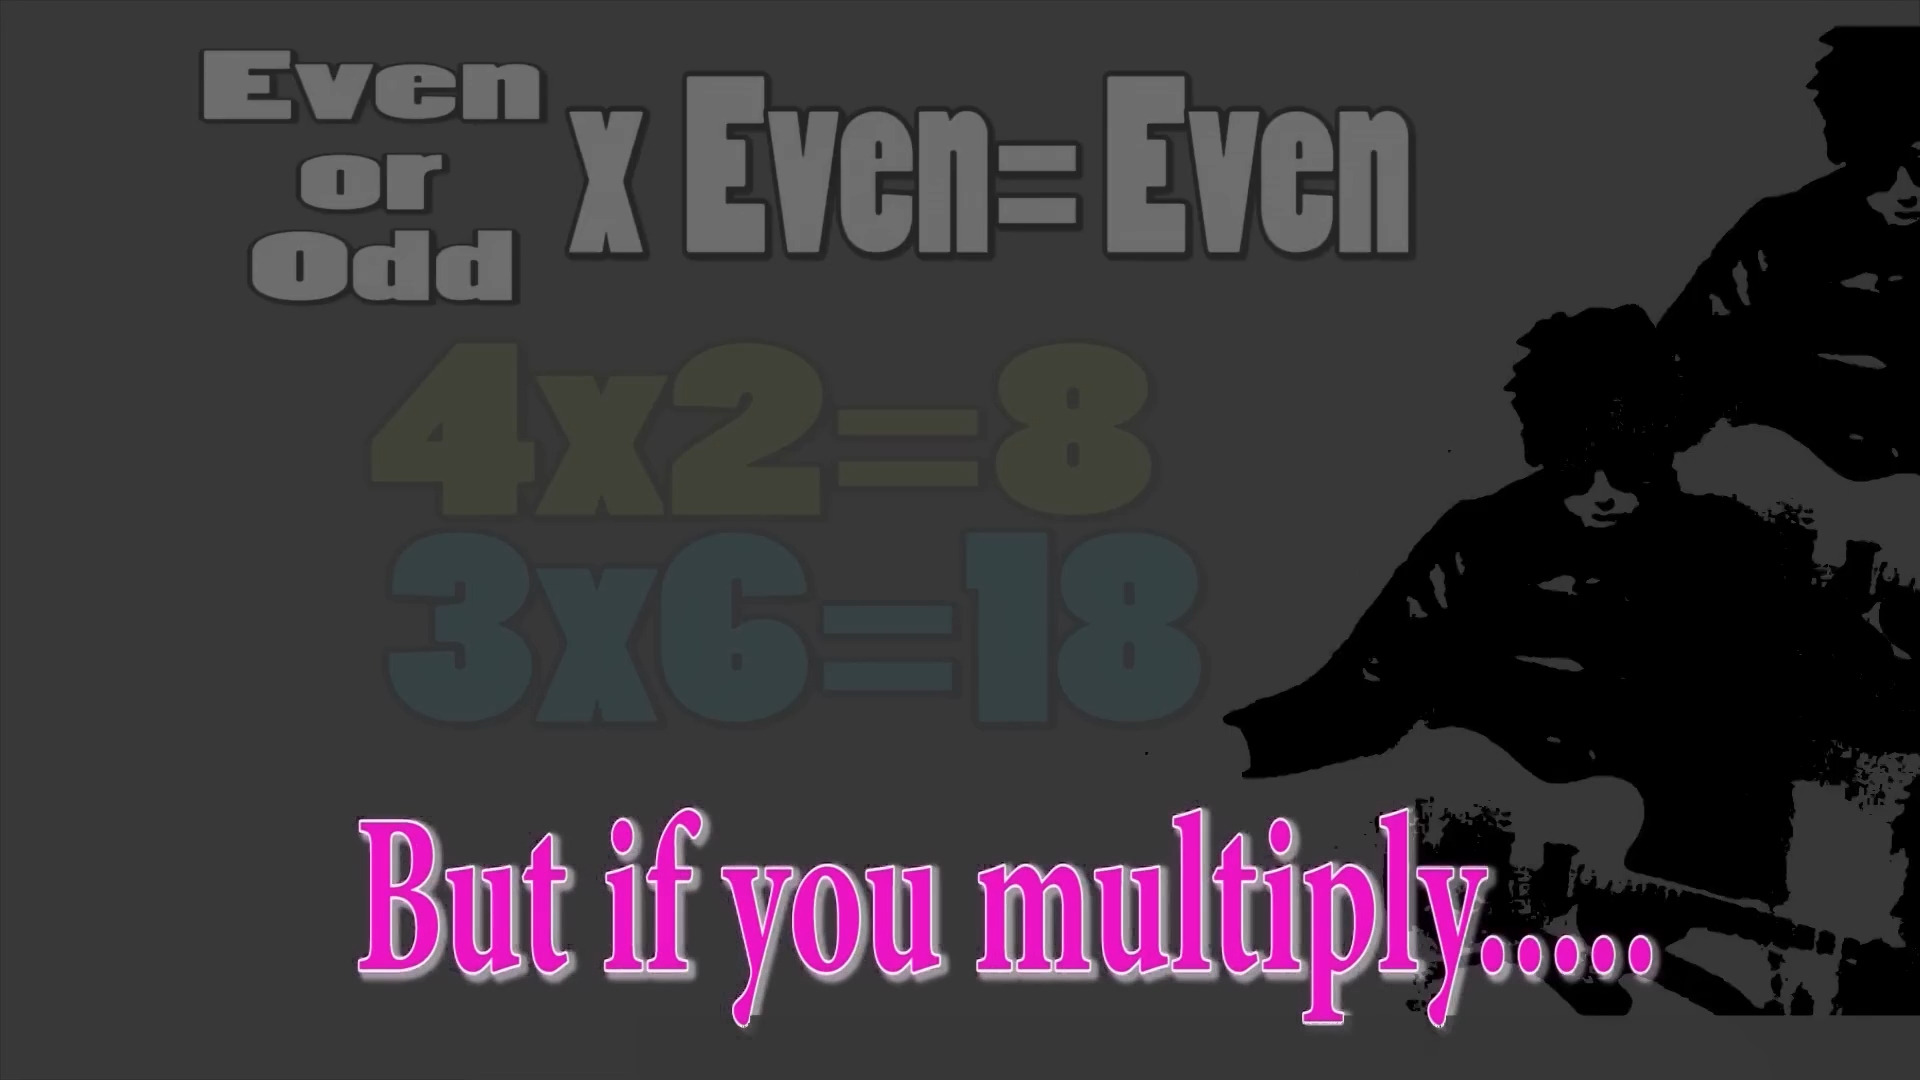 Even
or
Odd
x Even= Even
4x2=8
3x6=18
But if you multiply.....